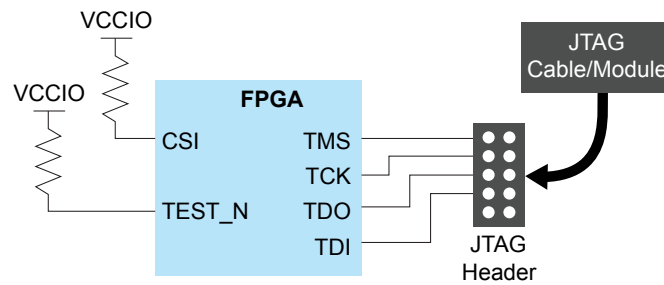 VCCIO
JTAG
Cable/Module
VCCIO
FPGA
CSI
TMS
TCK
TEST_N
TDO
TDI
JTAG
Header